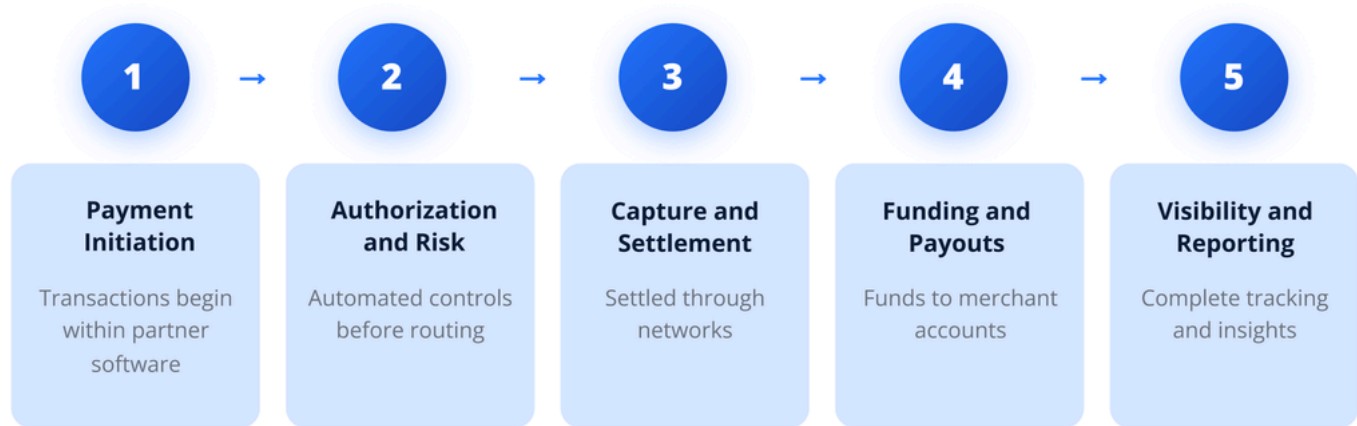 1 → 2 → 3 → 4 → 5
Payment
Initiation
Transactions begin
within partner
software
Authorization
and Risk
Automated controls
before routing
Capture and
Settlement
Settled through
networks
Funding and
Payouts
Funds to merchant
accounts
Visibility and
Reporting
Complete tracking
and insights